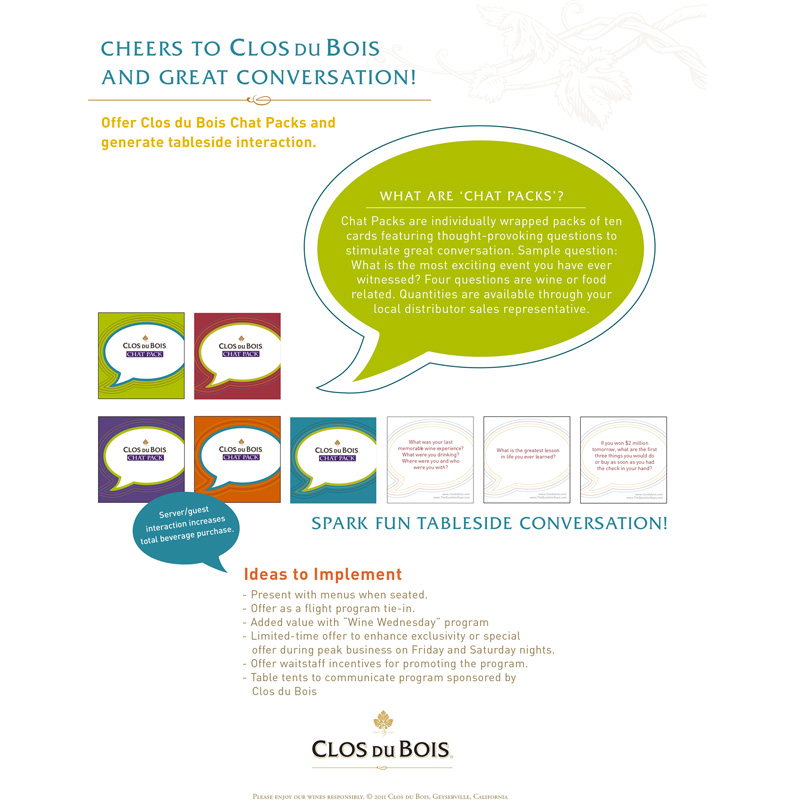 CHEERS TO CLOS DU BOIS
AND GREAT CONVERSATION!
Offer Clos du Bois Chat Packs and
generate tableside interaction.
WHAT ARE ‘CHAT PACKS’?
Chat Packs are individually wrapped packs of ten
cards featuring thought-provoking questions to
stimulate great conversation. Sample question:
What is the most exciting event you have ever
witnessed? Four questions are wine or food
related. Quantities are available through your
local distributor sales representative.
CLOS DU BOIS
CHAT PACK
CLOS DU BOIS
CHAT PACK
CLOS DU BOIS
CHAT PACK
CLOS DU BOIS
CHAT PACK
CLOS DU BOIS
CHAT PACK
What was your last
memorable wine experience?
What were you drinking?
Where were you and who
were you with?
What is the greatest lesson
in life you ever learned?
If you won $2 million
tomorrow, what are the first
three things you would do
or buy as soon as you had
the check in your hand?
Server/guest
interaction increases
total beverage purchase.
SPARK FUN TABLESIDE CONVERSATION!
Ideas to Implement
- Present with menus when seated.
- Offer as a flight program tie-in.
- Added value with “Wine Wednesday” program
- Limited-time offer to enhance exclusivity or special
offer during peak business on Friday and Saturday nights.
- Offer waitstaff incentives for promoting the program.
- Table tents to communicate program sponsored by
Clos du Bois
CLOS DU BOIS
PLEASE ENJOY OUR WINES RESPONSIBLY. © 2011 CLOS DU BOIS, GEYSERVILLE, CALIFORNIA